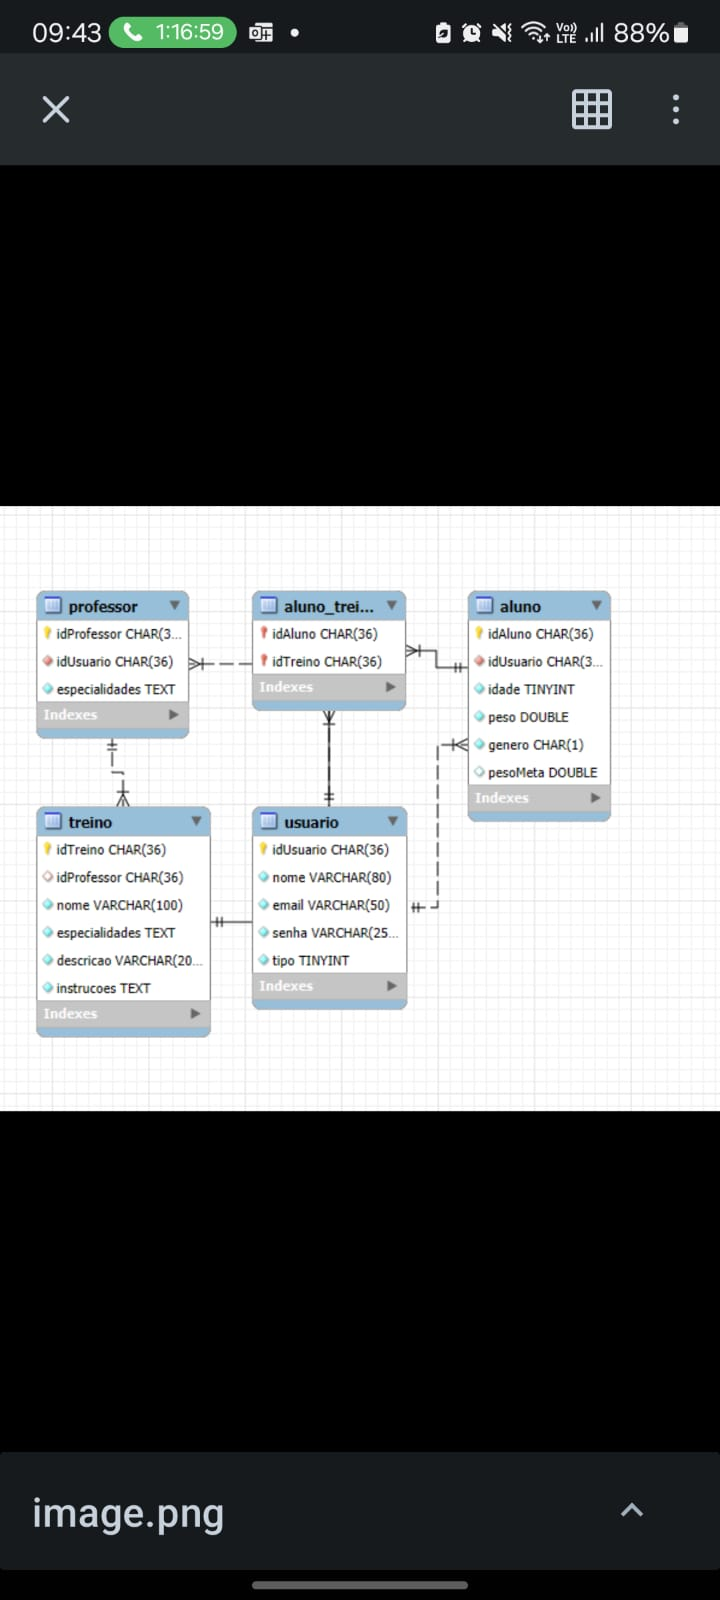 09:43 1:16:59 Vo)) LTE 88%
professor
idProfessor CHAR(3...
idUsuario CHAR(36)
especialidades TEXT
Indexes
aluno_trei...
idAluno CHAR(36)
idTreino CHAR(36)
Indexes
aluno
idAluno CHAR(36)
idUsuario CHAR(3...
idade TINYINT
peso DOUBLE
genero CHAR(1)
pesoMeta DOUBLE
Indexes
treino
idTreino CHAR(36)
idProfessor CHAR(36)
nome VARCHAR(100)
especialidades TEXT
descricao VARCHAR(20...
instrucoes TEXT
Indexes
usuario
idUsuario CHAR(36)
nome VARCHAR(80)
email VARCHAR(50)
senha VARCHAR(25...
tipo TINYINT
Indexes
image.png